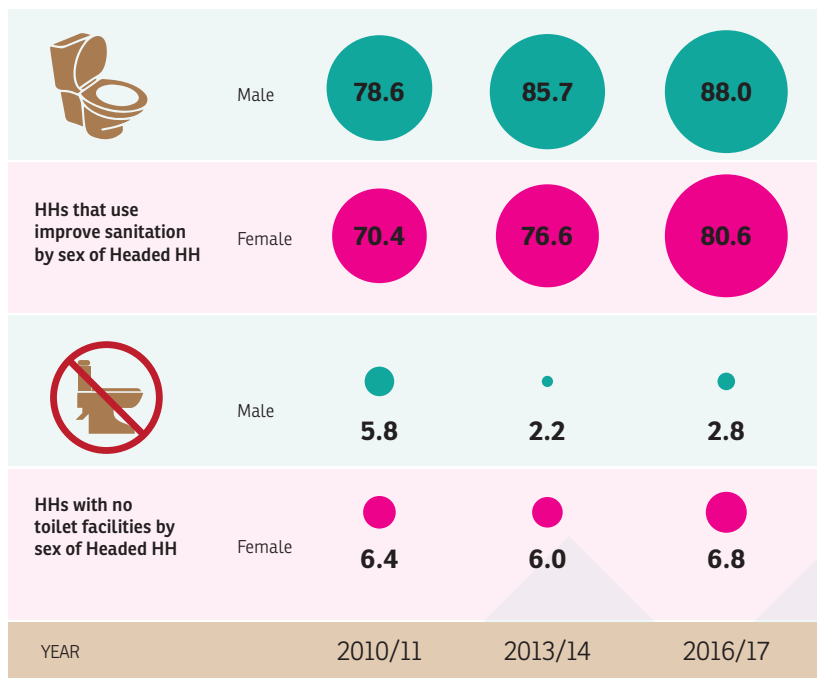 Male
78.6
85.7
88.0
HHs that use
improve sanitation
by sex of Headed HH
Female
70.4
76.6
80.6
Male
5.8
2.2
2.8
HHs with no
toilet facilities by
sex of Headed HH
Female
6.4
6.0
6.8
YEAR
2010/11
2013/14
2016/17